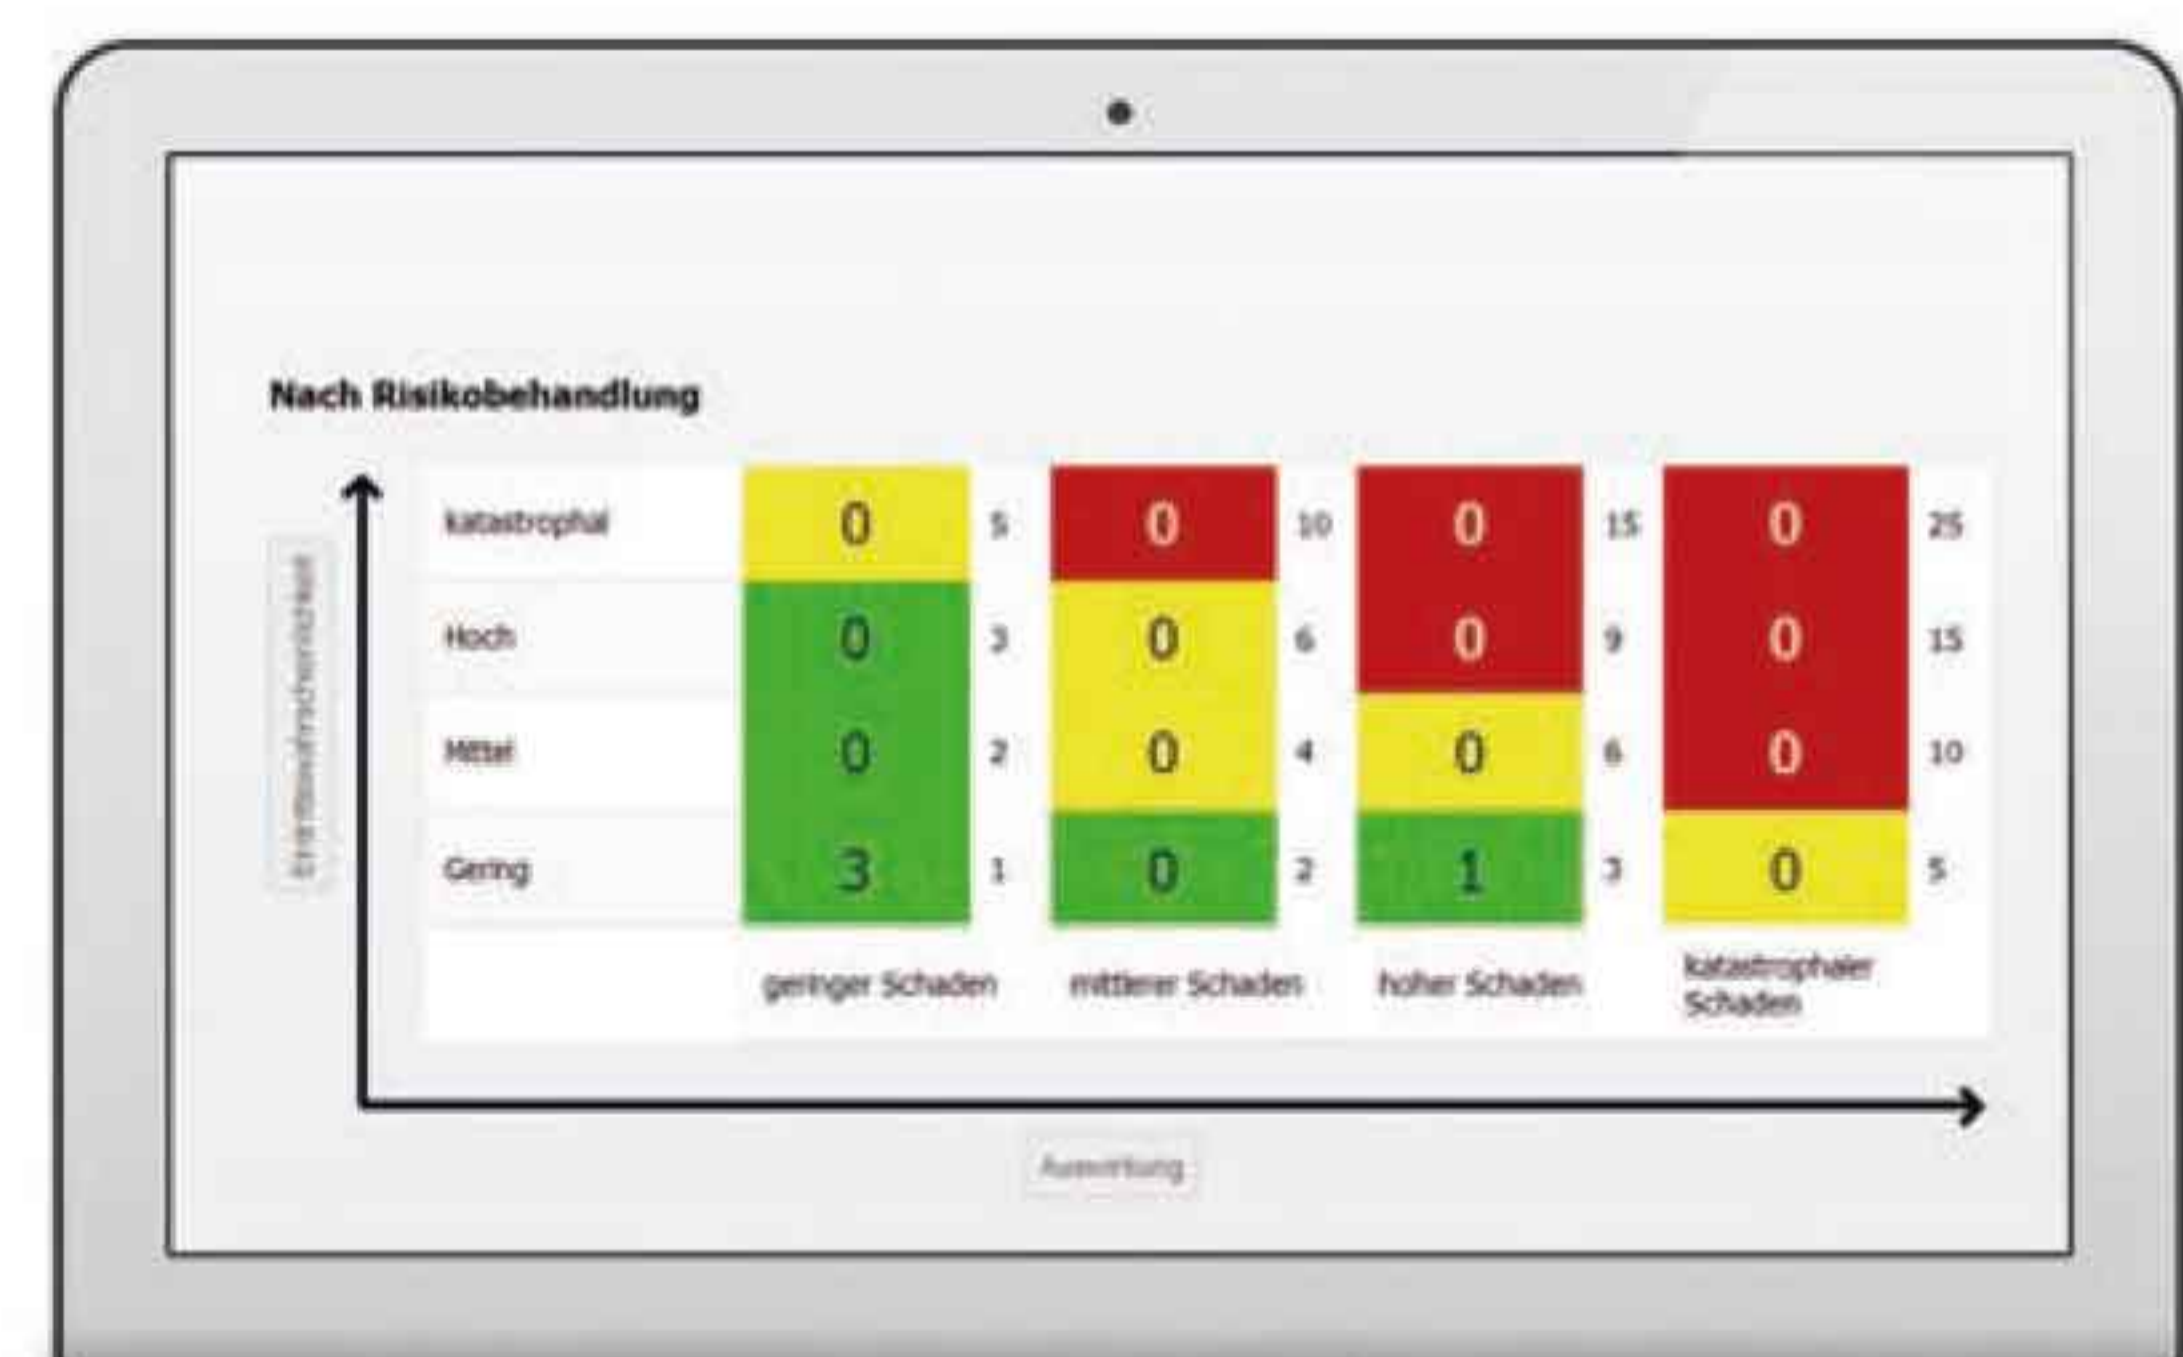 Nach Risikobehandlung
Eintrittswahrscheinlichkeit
katastrophal 0 5 0 10 0 15 0 25
Hoch 0 3 0 6 0 9 0 15
Mittel 0 2 0 4 0 6 0 10
Gering 3 1 0 2 1 3 0 5
geringer Schaden mittlerer Schaden hoher Schaden katastrophaler
Schaden
Auswirkung